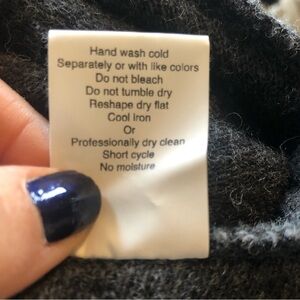 Hand wash cold
Separately or with like colors
Do not bleach
Do not tumble dry
Reshape dry flat
Cool iron
Or
Professionally dry clean
Short cycle
No moisture